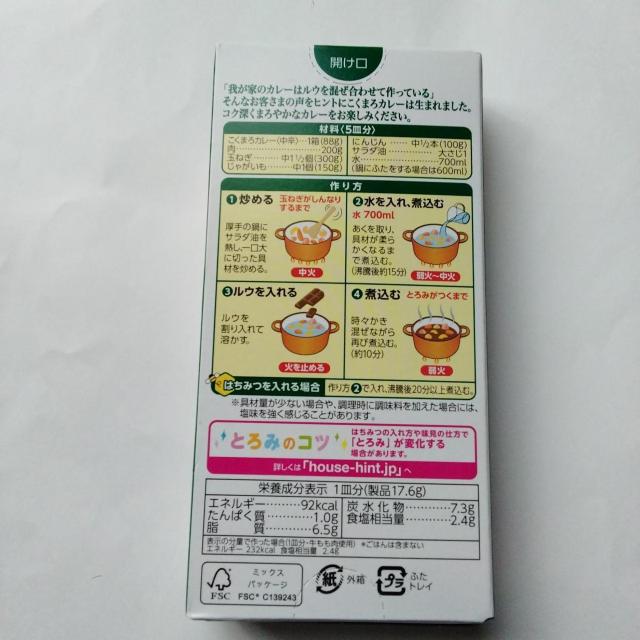 開け口
「我が家のカレーはルウを混ぜ合わせて作っている」
そんなお客さまの声をヒントにこくまろカレーは生まれました。
コク深くまろやかなカレーをお楽しみください。
材料〈5皿分〉
こくまろカレー(中辛)…1箱(88g)
肉………………200g
玉ねぎ………中1½個(300g)
じゃがいも……中1個(150g)
にんじん……中½本(100g)
サラダ油………大さじ1
水………………700ml
(鍋にふたをする場合は600ml)
作り方
1 炒める 玉ねぎがしんなりするまで
厚手の鍋に
サラダ油を
熱し、一口大
に切った具
材を炒める。
中火
2 水を入れ、煮込む
水 700ml
あくを取り、
具材が柔ら
かくなるま
で煮込む。
(沸騰後約15分)
弱火~中火
3 ルウを入れる
ルウを
割り入れて
溶かす。
火を止める
4 煮込む とろみがつくまで
時々かき
混ぜながら
再び煮込む。
(約10分)
弱火
はちみつを入れる場合 作り方2で入れ、沸騰後20分以上煮込む。
※具材量が少ない場合や、調理時に調味料を加えた場合には、
塩味を強く感じることがあります。
とろみのコツ
はちみつの入れ方や味見の仕方で
「とろみ」が変化する
場合があります。
詳しくは「house-hint.jp」へ
栄養成分表示 1皿分(製品17.6g)
エネルギー………92kcal
たんぱく質………1.0g
脂質………6.5g
炭水化物………7.3g
食塩相当量………2.4g
表示の分量で作った場合(1皿分・牛もも肉使用) *ごはんは含まない
エネルギー 232kcal 食塩相当量 2.4g
FSC
ミックス
パッケージ
FSC® C139243
紙 外箱
プラ ふた
トレイ